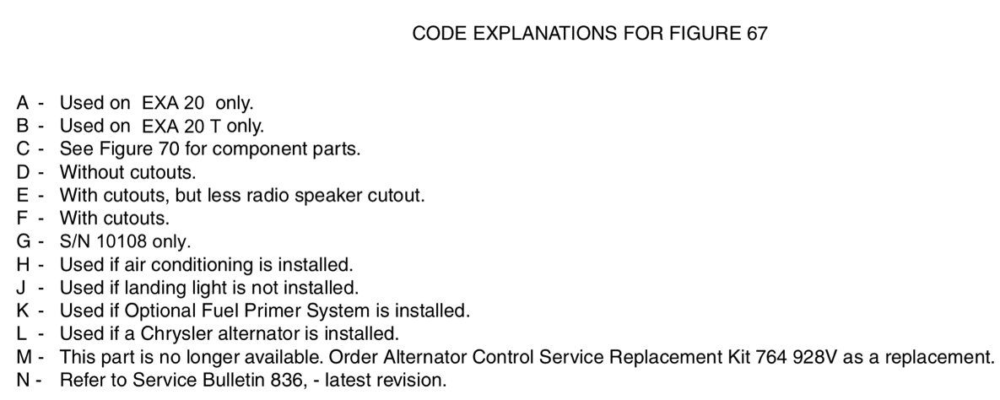 CODE EXPLANATIONS FOR FIGURE 67
A - Used on EXA 20 only.
B - Used on EXA 20 T only.
C - See Figure 70 for component parts.
D - Without cutouts.
E - With cutouts, but less radio speaker cutout.
F - With cutouts.
G - S/N 10108 only.
H - Used if air conditioning is installed.
J - Used if landing light is not installed.
K - Used if Optional Fuel Primer System is installed.
L - Used if a Chrysler alternator is installed.
M - This part is no longer available. Order Alternator Control Service Replacement Kit 764 928V as a replacement.
N - Refer to Service Bulletin 836, - latest revision.